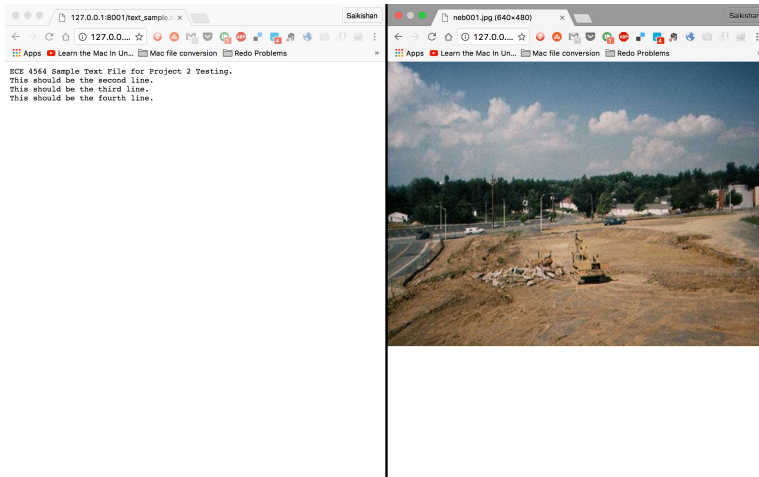 127.0.0.1:8001/text_sample.t
Saikishan
127.0.0....
Apps
Learn the Mac In Un...
Mac file conversion
Redo Problems
»
ECE 4564 Sample Text File for Project 2 Testing.
This should be the second line.
This should be the third line.
This should be the fourth line.
neb001.jpg (640×480)
Saikishan
127.0.0....
ABP
Apps
Learn the Mac In Un...
Mac file conversion
Redo Problems